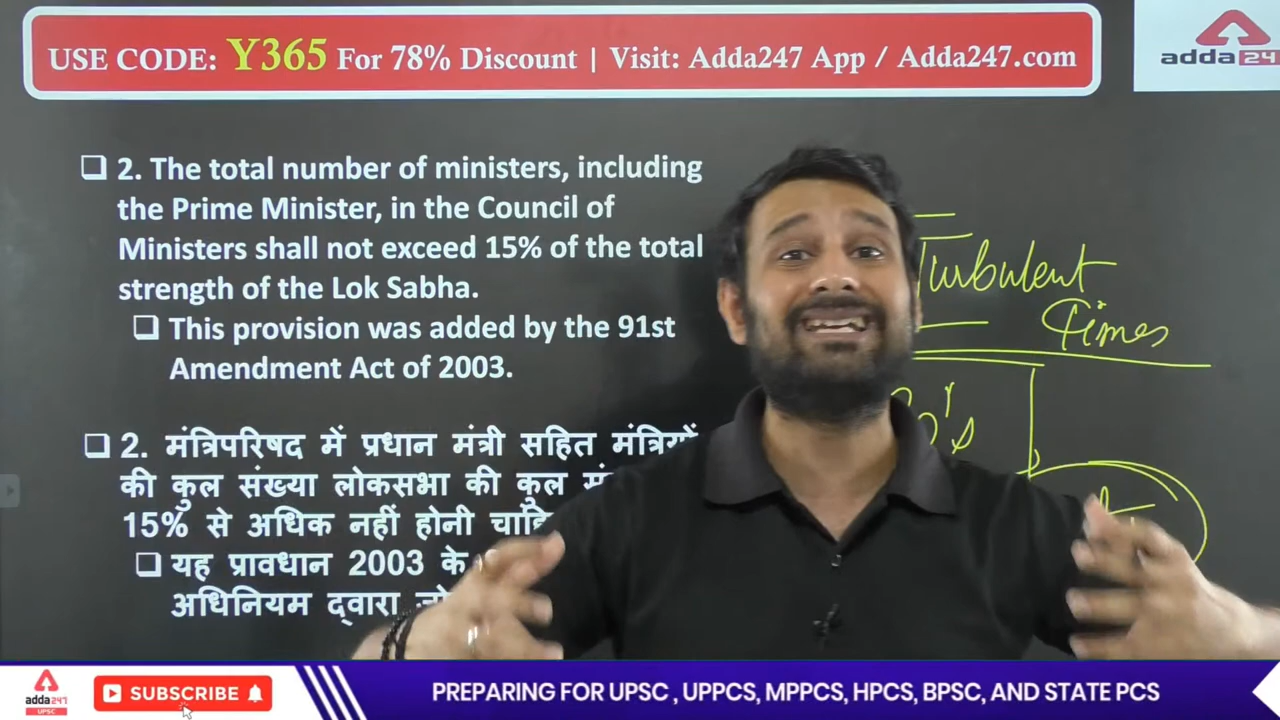 USE CODE: Y365 For 78% Discount | Visit: Adda247 App / Adda247.com
adda24
❑ 2. The total number of ministers, including
the Prime Minister, in the Council of
Ministers shall not exceed 15% of the total
strength of the Lok Sabha.
❑ This provision was added by the 91st
Amendment Act of 2003.
❑ 2. मंत्रिपरिषद में प्रधान मंत्री सहित मंत्रियों
की कुल संख्या लोकसभा की कुल
15% से अधिक नहीं होनी
❑ यह प्रावधान 2003 के
अधिनियम द्वारा
Turbulent
Times
0's
adda247
UPSC
SUBSCRIBE
PREPARING FOR UPSC , UPPCS, MPPCS, HPCS, BPSC, AND STATE PCS